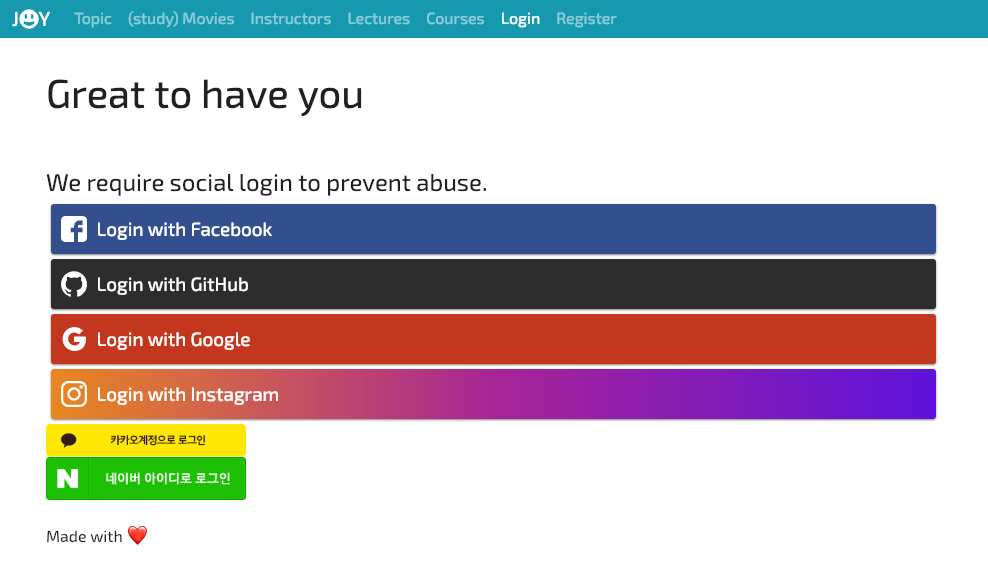 JOY Topic (study) Movies Instructors Lectures Courses Login Register
Great to have you
We require social login to prevent abuse.
Login with Facebook
Login with GitHub
Login with Google
Login with Instagram
카카오계정으로 로그인
N 네이버 아이디로 로그인
Made with ❤️